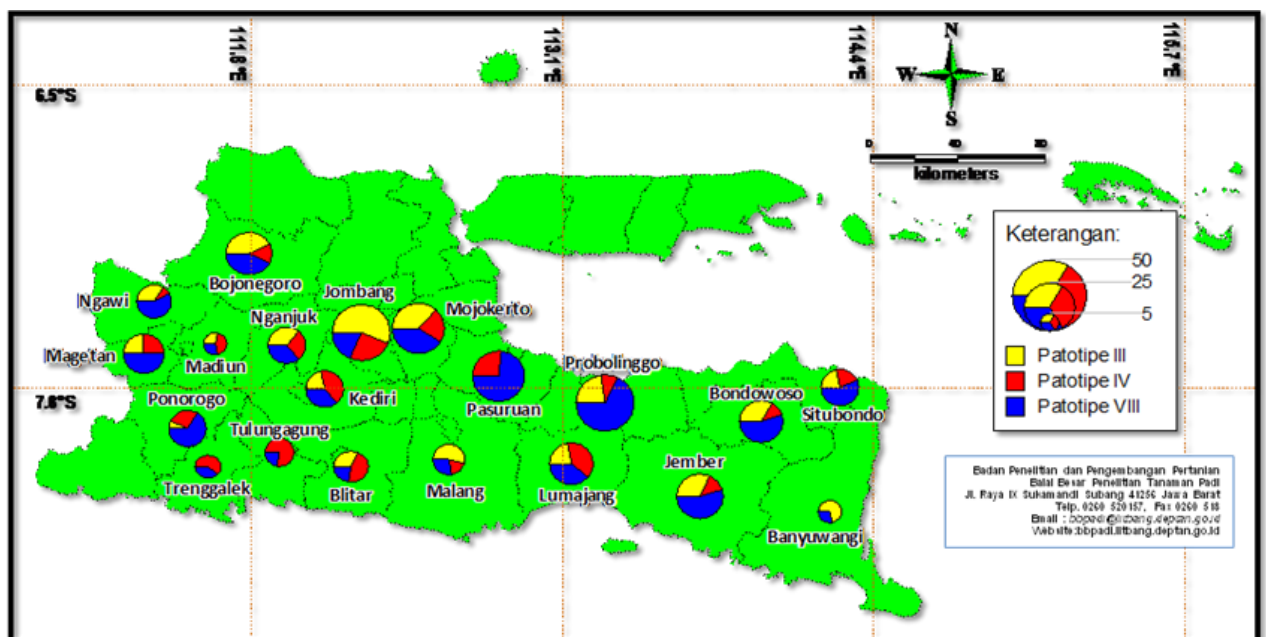 111.8°E
113.1°E
114.4°E
115.7°E
N
W E
S
6.5°S
0 40 80
kilometers
Keterangan:
50
25
5
Patotipe III
Patotipe IV
Patotipe VIII
Bojonegoro
Jombang
Ngawi
Mojokerto
Nganjuk
Magetan
Madiun
Probolinggo
7.8°S
Ponorogo
Kediri
Pasuruan
Bondowoso
Situbondo
Tulungagung
Jember
Trenggalek
Blitar
Malang
Lumajang
Banyuwangi
Badan Penelitian dan Pengembangan Pertanian
Balai Besar Penelitian Tanaman Padi
Jl. Raya IX Sukamandi Subang 41256 Jawa Barat
Telp. 0260 520157, Fax 0260 518
Email : bbpadi@litbang.deptan.go.id
Website:bbpadi.litbang.deptan.go.id